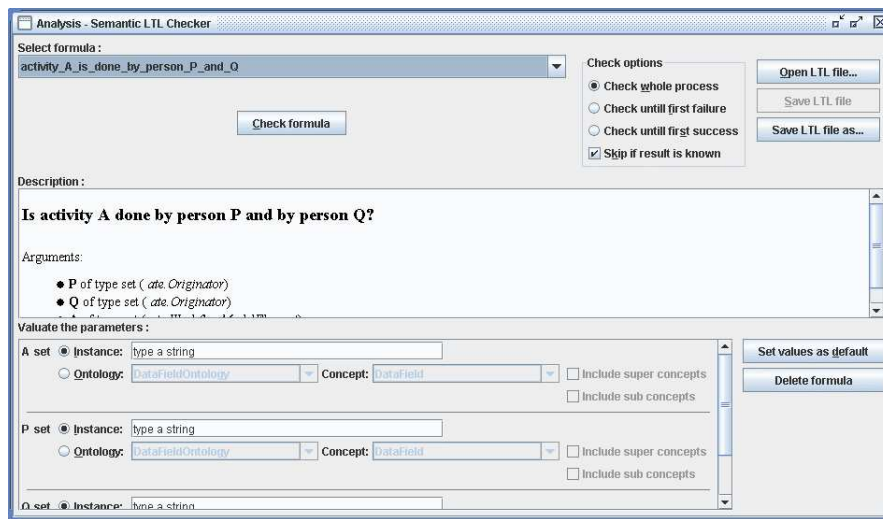 Analysis - Semantic LTL Checker
Select formula :
activity_A_is_done_by_person_P_and_Q
Check formula
Check options
Check whole process
Check untill first failure
Check untill first success
Skip if result is known
Open LTL file...
Save LTL file
Save LTL file as...
Description :
Is activity A done by person P and by person Q?
Arguments:
P of type set ( ate.Originator)
Q of type set ( ate.Originator)
Valuate the parameters :
A set Instance: type a string
Ontology: DataFieldOntology Concept: DataField Include super concepts
Include sub concepts
P set Instance: type a string
Ontology: DataFieldOntology Concept: DataField Include super concepts
Include sub concepts
Q set Instance: type a string
Set values as default
Delete formula